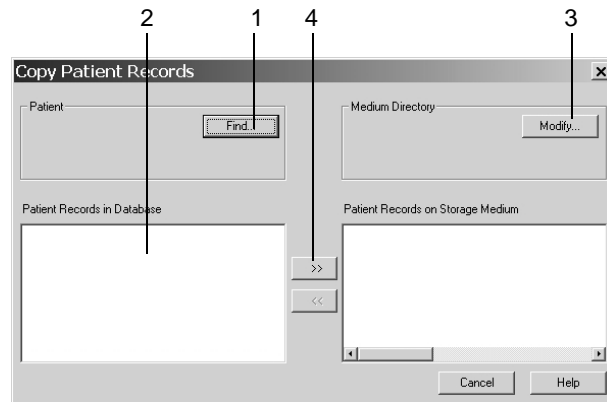 2 1 4 3
Copy Patient Records
Patient
Find...
Medium Directory
Modify...
Patient Records in Database
Patient Records on Storage Medium
>>
<<
Cancel Help